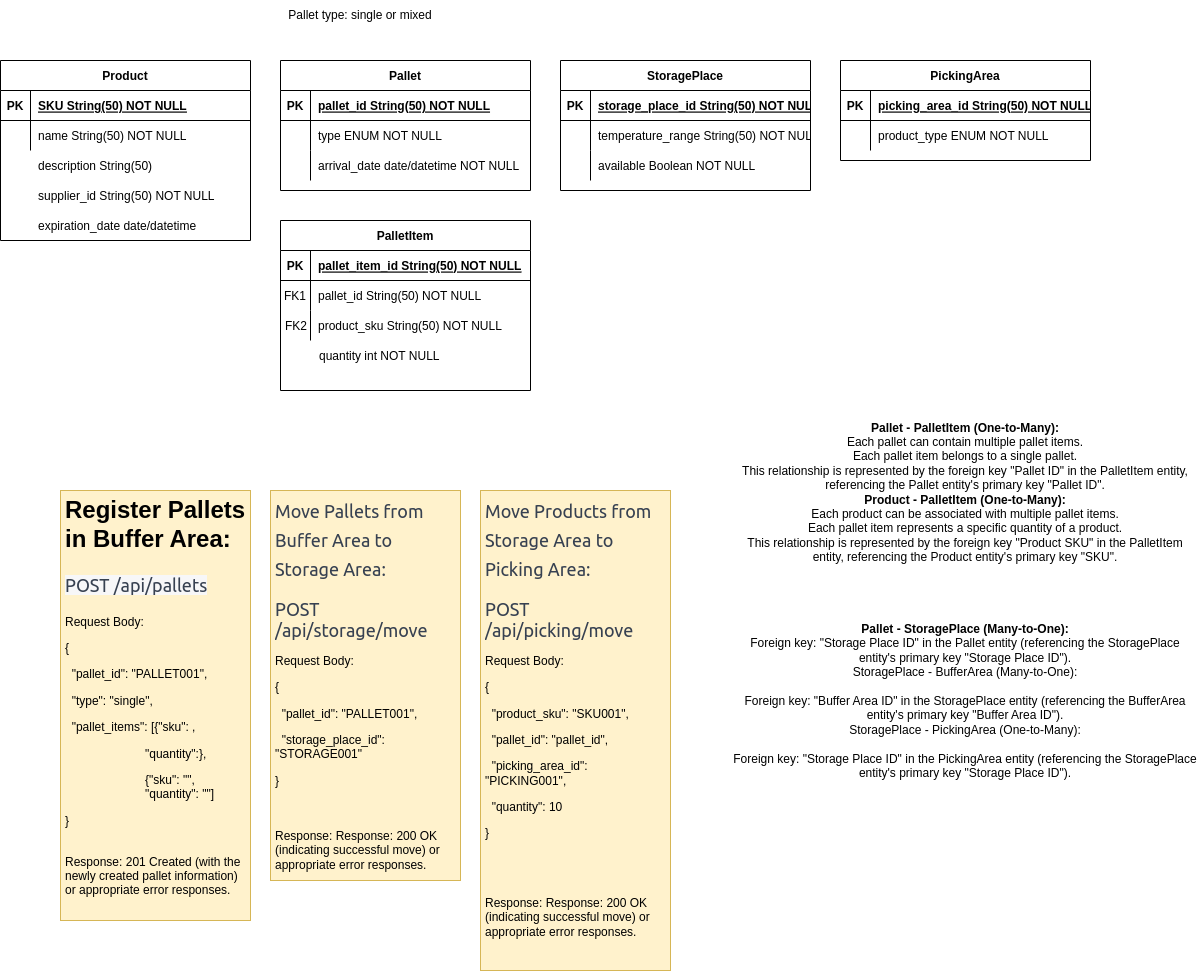 Pallet type: single or mixed
Product
PK SKU String(50) NOT NULL
name String(50) NOT NULL
description String(50)
supplier_id String(50) NOT NULL
expiration_date date/datetime
Pallet
PK pallet_id String(50) NOT NULL
type ENUM NOT NULL
arrival_date date/datetime NOT NULL
StoragePlace
PK storage_place_id String(50) NOT NUL
temperature_range String(50) NOT NUL
available Boolean NOT NULL
PickingArea
PK picking_area_id String(50) NOT NULL
product_type ENUM NOT NULL
PalletItem
PK pallet_item_id String(50) NOT NULL
FK1 pallet_id String(50) NOT NULL
FK2 product_sku String(50) NOT NULL
quantity int NOT NULL
Pallet - PalletItem (One-to-Many):
Each pallet can contain multiple pallet items.
Each pallet item belongs to a single pallet.
This relationship is represented by the foreign key "Pallet ID" in the PalletItem entity,
referencing the Pallet entity's primary key "Pallet ID".
Product - PalletItem (One-to-Many):
Each product can be associated with multiple pallet items.
Each pallet item represents a specific quantity of a product.
This relationship is represented by the foreign key "Product SKU" in the PalletItem
entity, referencing the Product entity's primary key "SKU".
Pallet - StoragePlace (Many-to-One):
Foreign key: "Storage Place ID" in the Pallet entity (referencing the StoragePlace
entity's primary key "Storage Place ID").
StoragePlace - BufferArea (Many-to-One):
Foreign key: "Buffer Area ID" in the StoragePlace entity (referencing the BufferArea
entity's primary key "Buffer Area ID").
StoragePlace - PickingArea (One-to-Many):
Foreign key: "Storage Place ID" in the PickingArea entity (referencing the StoragePlace
entity's primary key "Storage Place ID").
Register Pallets
in Buffer Area:
POST /api/pallets
Request Body:
{
"pallet_id": "PALLET001",
"type": "single",
"pallet_items": [{"sku": ,
"quantity":},
{"sku": "",
"quantity": ""]
}
Response: 201 Created (with the
newly created pallet information)
or appropriate error responses.
Move Pallets from
Buffer Area to
Storage Area:
POST
/api/storage/move
Request Body:
{
"pallet_id": "PALLET001",
"storage_place_id":
"STORAGE001"
}
Response: Response: 200 OK
(indicating successful move) or
appropriate error responses.
Move Products from
Storage Area to
Picking Area:
POST
/api/picking/move
Request Body:
{
"product_sku": "SKU001",
"pallet_id": "pallet_id",
"picking_area_id":
"PICKING001",
"quantity": 10
}
Response: Response: 200 OK
(indicating successful move) or
appropriate error responses.